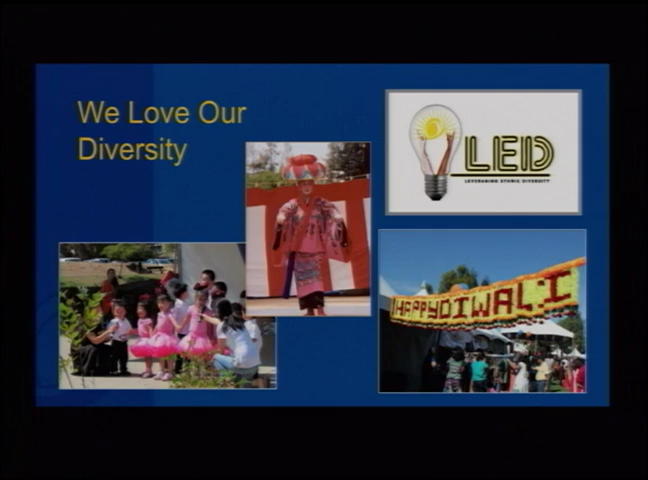 We Love Our
Diversity
LED
LEVERAGING ETHNIC DIVERSITY
HAPPY DIWALI